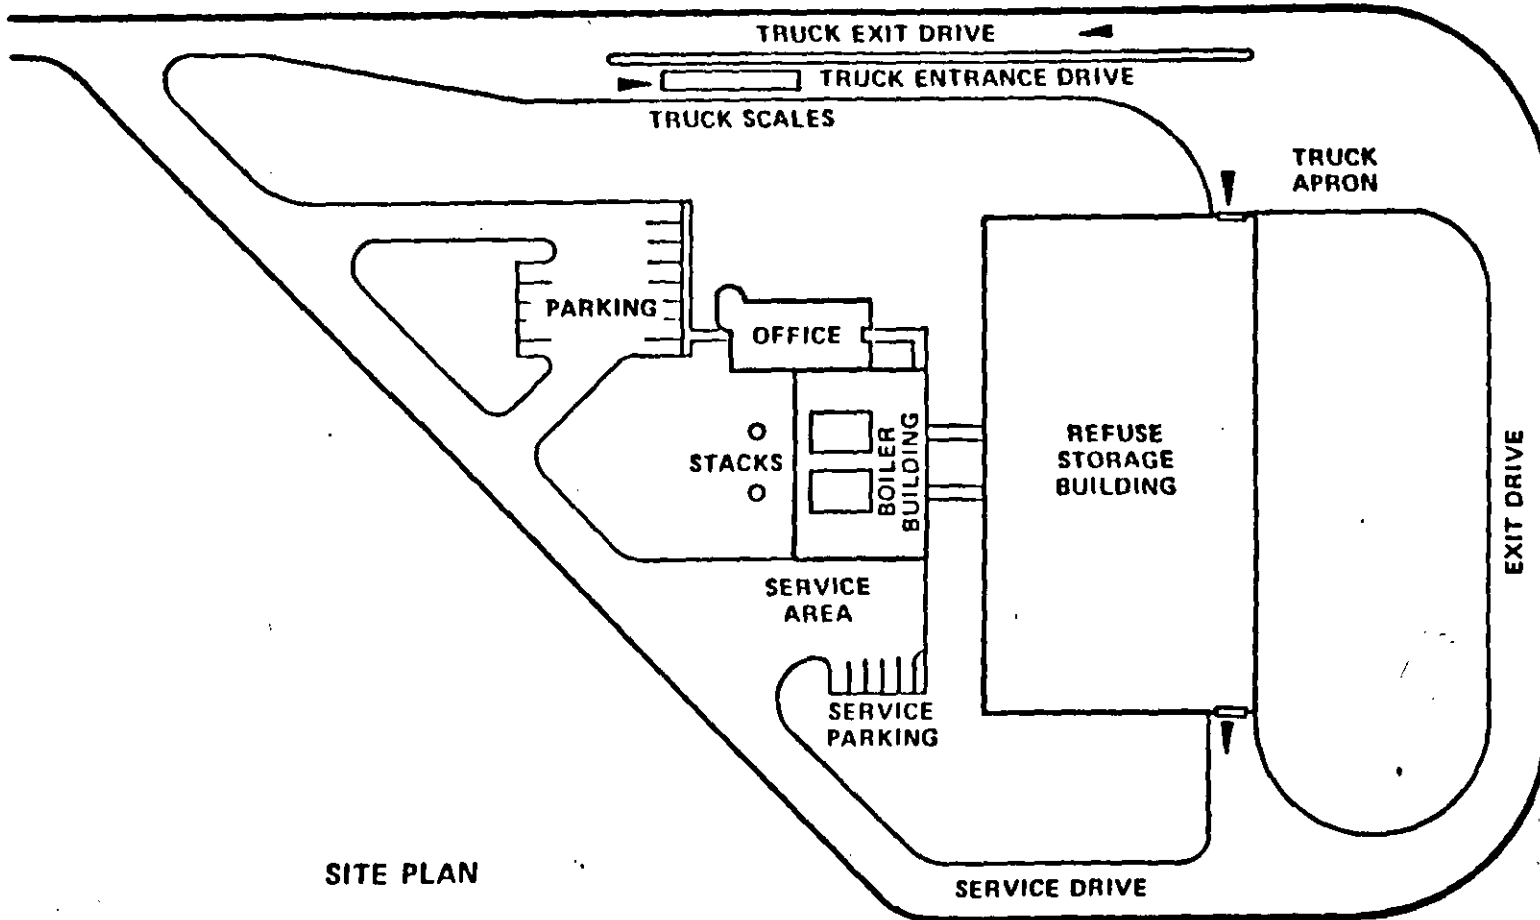 TRUCK EXIT DRIVE
TRUCK ENTRANCE DRIVE
TRUCK SCALES
TRUCK
APRON
PARKING
OFFICE
STACKS
BOILER
BUILDING
REFUSE
STORAGE
BUILDING
EXIT DRIVE
SERVICE
AREA
SERVICE
PARKING
SITE PLAN
SERVICE DRIVE